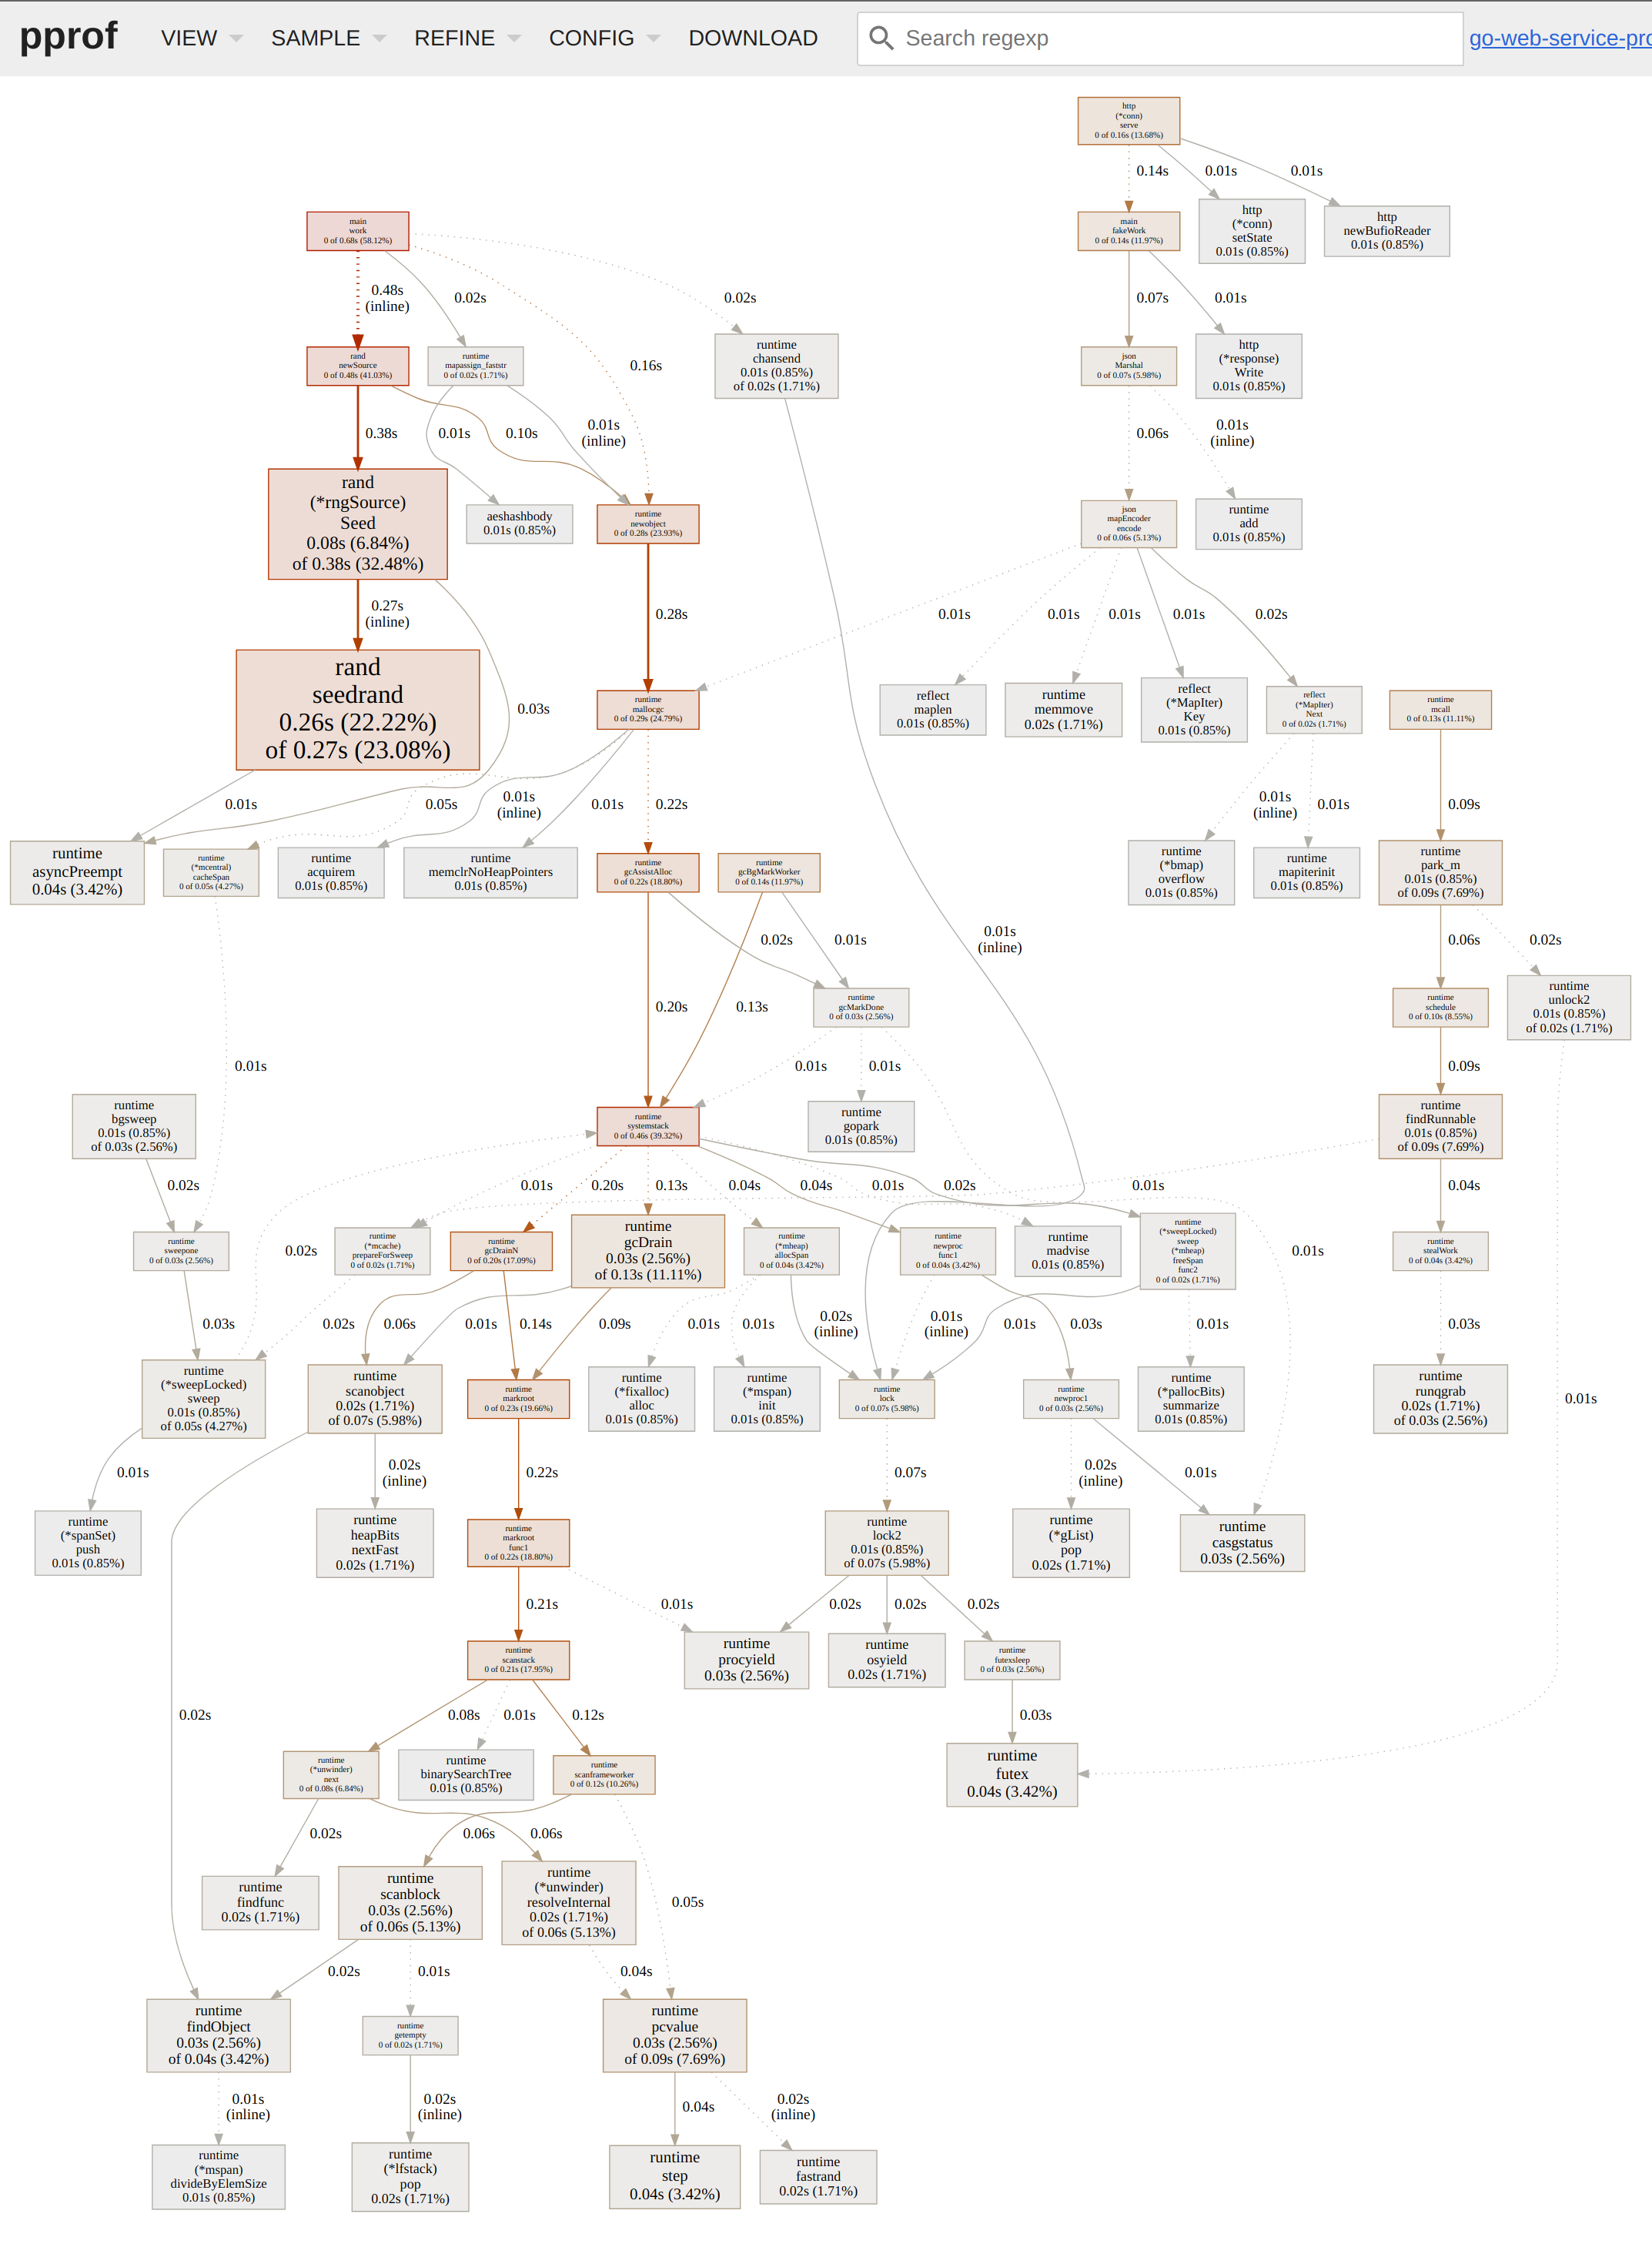 pprof
VIEW
SAMPLE
REFINE
CONFIG
DOWNLOAD
Search regexp
go-web-service-pro
http
(*conn)
serve
0 of 0.16s (13.68%)
0.14s
0.01s
0.01s
main
work
0 of 0.68s (58.12%)
main
fakeWork
0 of 0.14s (11.97%)
http
(*conn)
setState
0.01s (0.85%)
http
newBufioReader
0.01s (0.85%)
0.48s
(inline)
0.02s
0.16s
0.02s
0.07s
0.01s
rand
newSource
0 of 0.48s (41.03%)
runtime
mapassign_faststr
0 of 0.02s (1.71%)
runtime
chansend
0.01s (0.85%)
of 0.02s (1.71%)
json
Marshal
0 of 0.07s (5.98%)
http
(*response)
Write
0.01s (0.85%)
0.38s
0.01s
0.10s
0.01s
(inline)
0.06s
0.01s
(inline)
rand
(*rngSource)
Seed
0.08s (6.84%)
of 0.38s (32.48%)
aeshashbody
0.01s (0.85%)
runtime
newobject
0 of 0.28s (23.93%)
json
mapEncoder
encode
0 of 0.06s (5.13%)
runtime
add
0.01s (0.85%)
0.27s
(inline)
0.28s
0.01s
0.01s
0.01s
0.01s
0.02s
rand
seedrand
0.26s (22.22%)
of 0.27s (23.08%)
0.03s
runtime
mallocgc
0 of 0.29s (24.79%)
reflect
maplen
0.01s (0.85%)
runtime
memmove
0.02s (1.71%)
reflect
(*MapIter)
Key
0.01s (0.85%)
reflect
(*MapIter)
Next
0 of 0.02s (1.71%)
runtime
mcall
0 of 0.13s (11.11%)
0.01s
0.05s
0.01s
(inline)
0.01s
0.22s
0.01s
(inline)
0.01s
0.09s
runtime
asyncPreempt
0.04s (3.42%)
runtime
(*mcentral)
cacheSpan
0 of 0.05s (4.27%)
runtime
acquirem
0.01s (0.85%)
runtime
memclrNoHeapPointers
0.01s (0.85%)
runtime
gcAssistAlloc
0 of 0.22s (18.80%)
runtime
gcBgMarkWorker
0 of 0.14s (11.97%)
runtime
(*bmap)
overflow
0.01s (0.85%)
runtime
mapiterinit
0.01s (0.85%)
runtime
park_m
0.01s (0.85%)
of 0.09s (7.69%)
0.02s
0.01s
0.01s
(inline)
0.06s
0.02s
0.20s
0.13s
runtime
gcMarkDone
0 of 0.03s (2.56%)
runtime
schedule
0 of 0.10s (8.55%)
runtime
unlock2
0.01s (0.85%)
of 0.02s (1.71%)
0.01s
0.01s
0.01s
0.09s
runtime
bgsweep
0.01s (0.85%)
of 0.03s (2.56%)
runtime
systemstack
0 of 0.46s (39.32%)
runtime
gopark
0.01s (0.85%)
runtime
findRunnable
0.01s (0.85%)
of 0.09s (7.69%)
0.02s
0.01s
0.20s
0.13s
0.04s
0.04s
0.01s
0.02s
0.01s
0.04s
runtime
sweepone
0 of 0.03s (2.56%)
0.02s
runtime
(*mcache)
prepareForSweep
0 of 0.02s (1.71%)
runtime
gcDrainN
0 of 0.20s (17.09%)
runtime
gcDrain
0.03s (2.56%)
of 0.13s (11.11%)
runtime
(*mheap)
allocSpan
0 of 0.04s (3.42%)
runtime
newproc
func1
0 of 0.04s (3.42%)
runtime
madvise
0.01s (0.85%)
runtime
(*sweepLocked)
sweep
(*mheap)
freeSpan
func2
0 of 0.02s (1.71%)
0.01s
runtime
stealWork
0 of 0.04s (3.42%)
0.03s
0.02s
0.06s
0.01s
0.14s
0.09s
0.01s
0.01s
0.02s
(inline)
0.01s
(inline)
0.01s
0.03s
0.01s
0.03s
runtime
(*sweepLocked)
sweep
0.01s (0.85%)
of 0.05s (4.27%)
runtime
scanobject
0.02s (1.71%)
of 0.07s (5.98%)
runtime
markroot
0 of 0.23s (19.66%)
runtime
(*fixalloc)
alloc
0.01s (0.85%)
runtime
(*mspan)
init
0.01s (0.85%)
runtime
lock
0 of 0.07s (5.98%)
runtime
newproc1
0 of 0.03s (2.56%)
runtime
(*pallocBits)
summarize
0.01s (0.85%)
runtime
runqgrab
0.02s (1.71%)
of 0.03s (2.56%)
0.01s
0.01s
0.02s
(inline)
0.22s
0.07s
0.02s
(inline)
0.01s
runtime
(*spanSet)
push
0.01s (0.85%)
runtime
heapBits
nextFast
0.02s (1.71%)
runtime
markroot
func1
0 of 0.22s (18.80%)
runtime
lock2
0.01s (0.85%)
of 0.07s (5.98%)
runtime
(*gList)
pop
0.02s (1.71%)
runtime
casgstatus
0.03s (2.56%)
0.21s
0.01s
0.02s
0.02s
0.02s
runtime
scanstack
0 of 0.21s (17.95%)
runtime
procyield
0.03s (2.56%)
runtime
osyield
0.02s (1.71%)
runtime
futexsleep
0 of 0.03s (2.56%)
0.02s
0.08s
0.01s
0.12s
0.03s
runtime
(*unwinder)
next
0 of 0.08s (6.84%)
runtime
binarySearchTree
0.01s (0.85%)
runtime
scanframeworker
0 of 0.12s (10.26%)
runtime
futex
0.04s (3.42%)
0.02s
0.06s
0.06s
runtime
findfunc
0.02s (1.71%)
runtime
scanblock
0.03s (2.56%)
of 0.06s (5.13%)
runtime
(*unwinder)
resolveInternal
0.02s (1.71%)
of 0.06s (5.13%)
0.05s
0.02s
0.01s
0.04s
runtime
findObject
0.03s (2.56%)
of 0.04s (3.42%)
runtime
getempty
0 of 0.02s (1.71%)
runtime
pcvalue
0.03s (2.56%)
of 0.09s (7.69%)
0.01s
(inline)
0.02s
(inline)
0.04s
0.02s
(inline)
runtime
(*mspan)
divideByElemSize
0.01s (0.85%)
runtime
(*lfstack)
pop
0.02s (1.71%)
runtime
step
0.04s (3.42%)
runtime
fastrand
0.02s (1.71%)